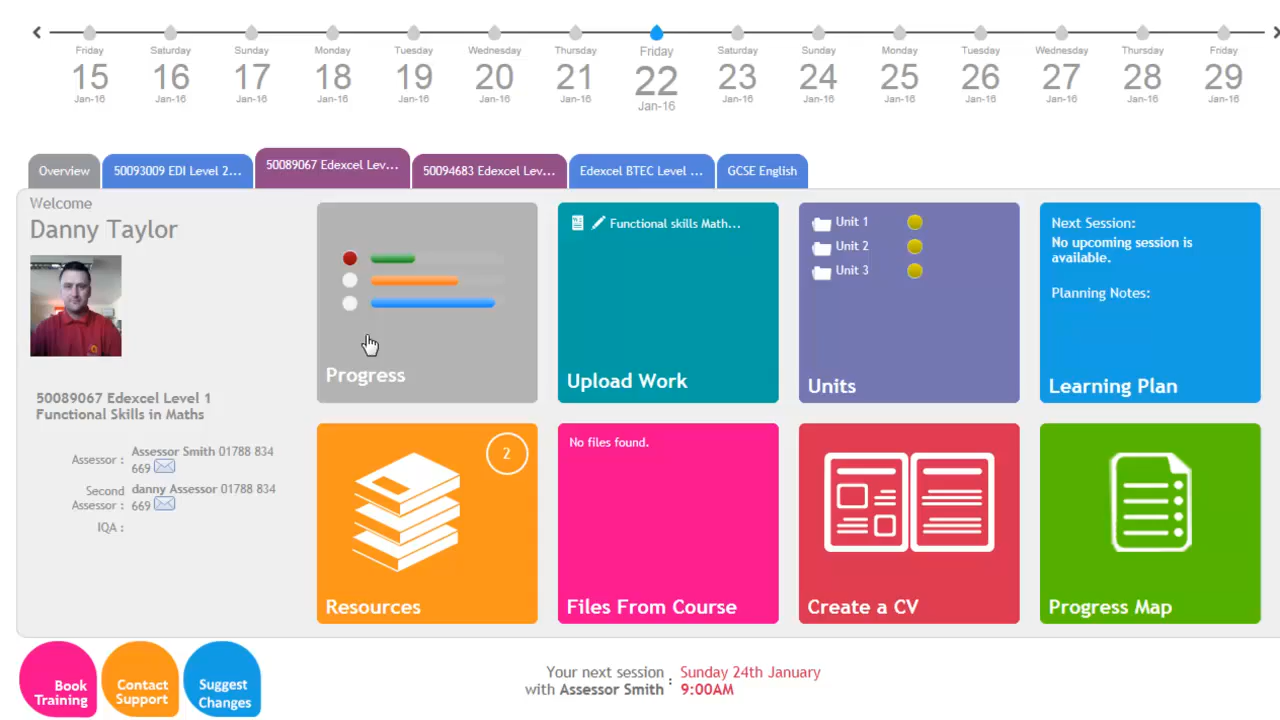 Friday Saturday Sunday Monday Tuesday Wednesday Thursday Friday Saturday Sunday Monday Tuesday Wednesday Thursday Friday
15 16 17 18 19 20 21 22 23 24 25 26 27 28 29
Jan-16 Jan-16 Jan-16 Jan-16 Jan-16 Jan-16 Jan-16 Jan-16 Jan-16 Jan-16 Jan-16 Jan-16 Jan-16 Jan-16 Jan-16
Overview 50093009 EDI Level 2... 50089067 Edexcel Lev... 50094683 Edexcel Lev... Edexcel BTEC Level ... GCSE English
Welcome
Danny Taylor
50089067 Edexcel Level 1
Functional Skills in Maths
Assessor : Assessor Smith 01788 834
669
Second danny Assessor 01788 834
Assessor : 669
IQA :
Progress
Functional skills Math...
Upload Work
Unit 1
Unit 2
Unit 3
Units
Next Session:
No upcoming session is
available.
Planning Notes:
Learning Plan
2
Resources
No files found.
Files From Course
Create a CV
Progress Map
Book
Training
Contact
Support
Suggest
Changes
Your next session : Sunday 24th January
with Assessor Smith 9:00AM